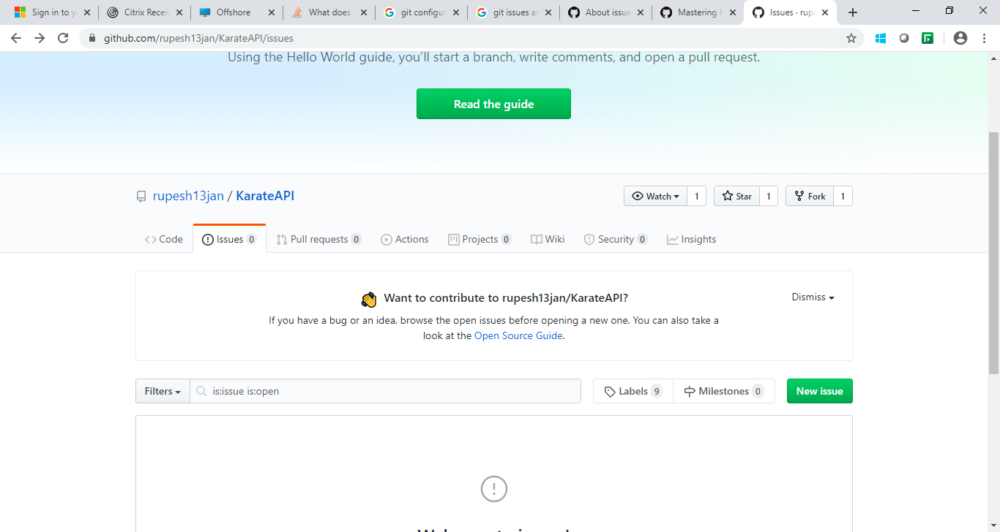 Sign in to y
Citrix Recei
Offshore
What does
git configur
git issues ar
About issue
Mastering
Issues · rupe
github.com/rupesh13jan/KarateAPI/issues
Using the Hello World guide, you'll start a branch, write comments, and open a pull request.
Read the guide
rupesh13jan / KarateAPI
Watch 1
Star 1
Fork 1
Code
Issues 0
Pull requests 0
Actions
Projects 0
Wiki
Security 0
Insights
Want to contribute to rupesh13jan/KarateAPI?
Dismiss
If you have a bug or an idea, browse the open issues before opening a new one. You can also take a
look at the Open Source Guide.
Filters
is:issue is:open
Labels 9
Milestones 0
New issue